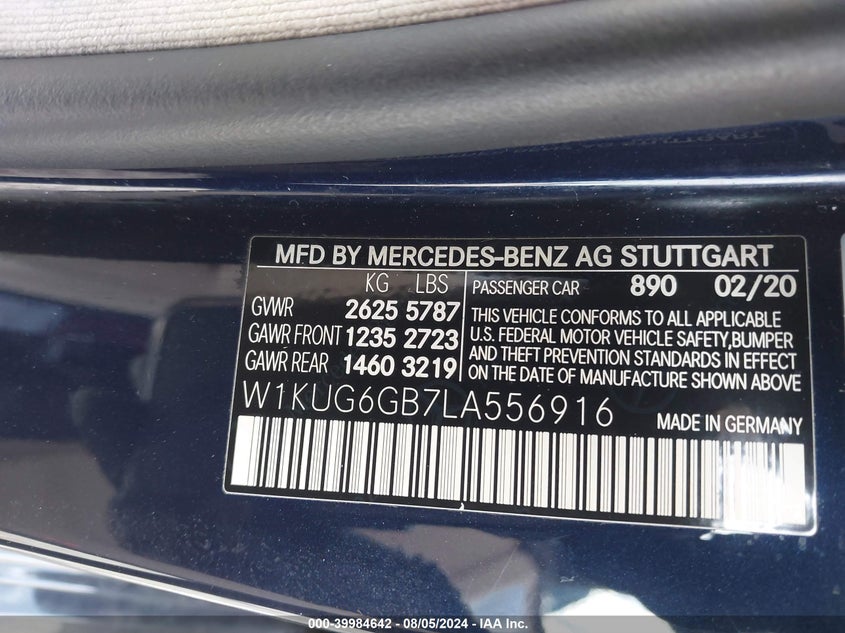 MFD BY MERCEDES-BENZ AG STUTTGART
KG LBS
GVWR 2625 5787
GAWR FRONT 1235 2723
GAWR REAR 1460 3219
PASSENGER CAR 890 02/20
THIS VEHICLE CONFORMS TO ALL APPLICABLE
U.S. FEDERAL MOTOR VEHICLE SAFETY,BUMPER
AND THEFT PREVENTION STANDARDS IN EFFECT
ON THE DATE OF MANUFACTURE SHOWN ABOVE.
W1KUG6GB7LA556916
MADE IN GERMANY
000-39984642 - 08/05/2024 - IAA Inc.